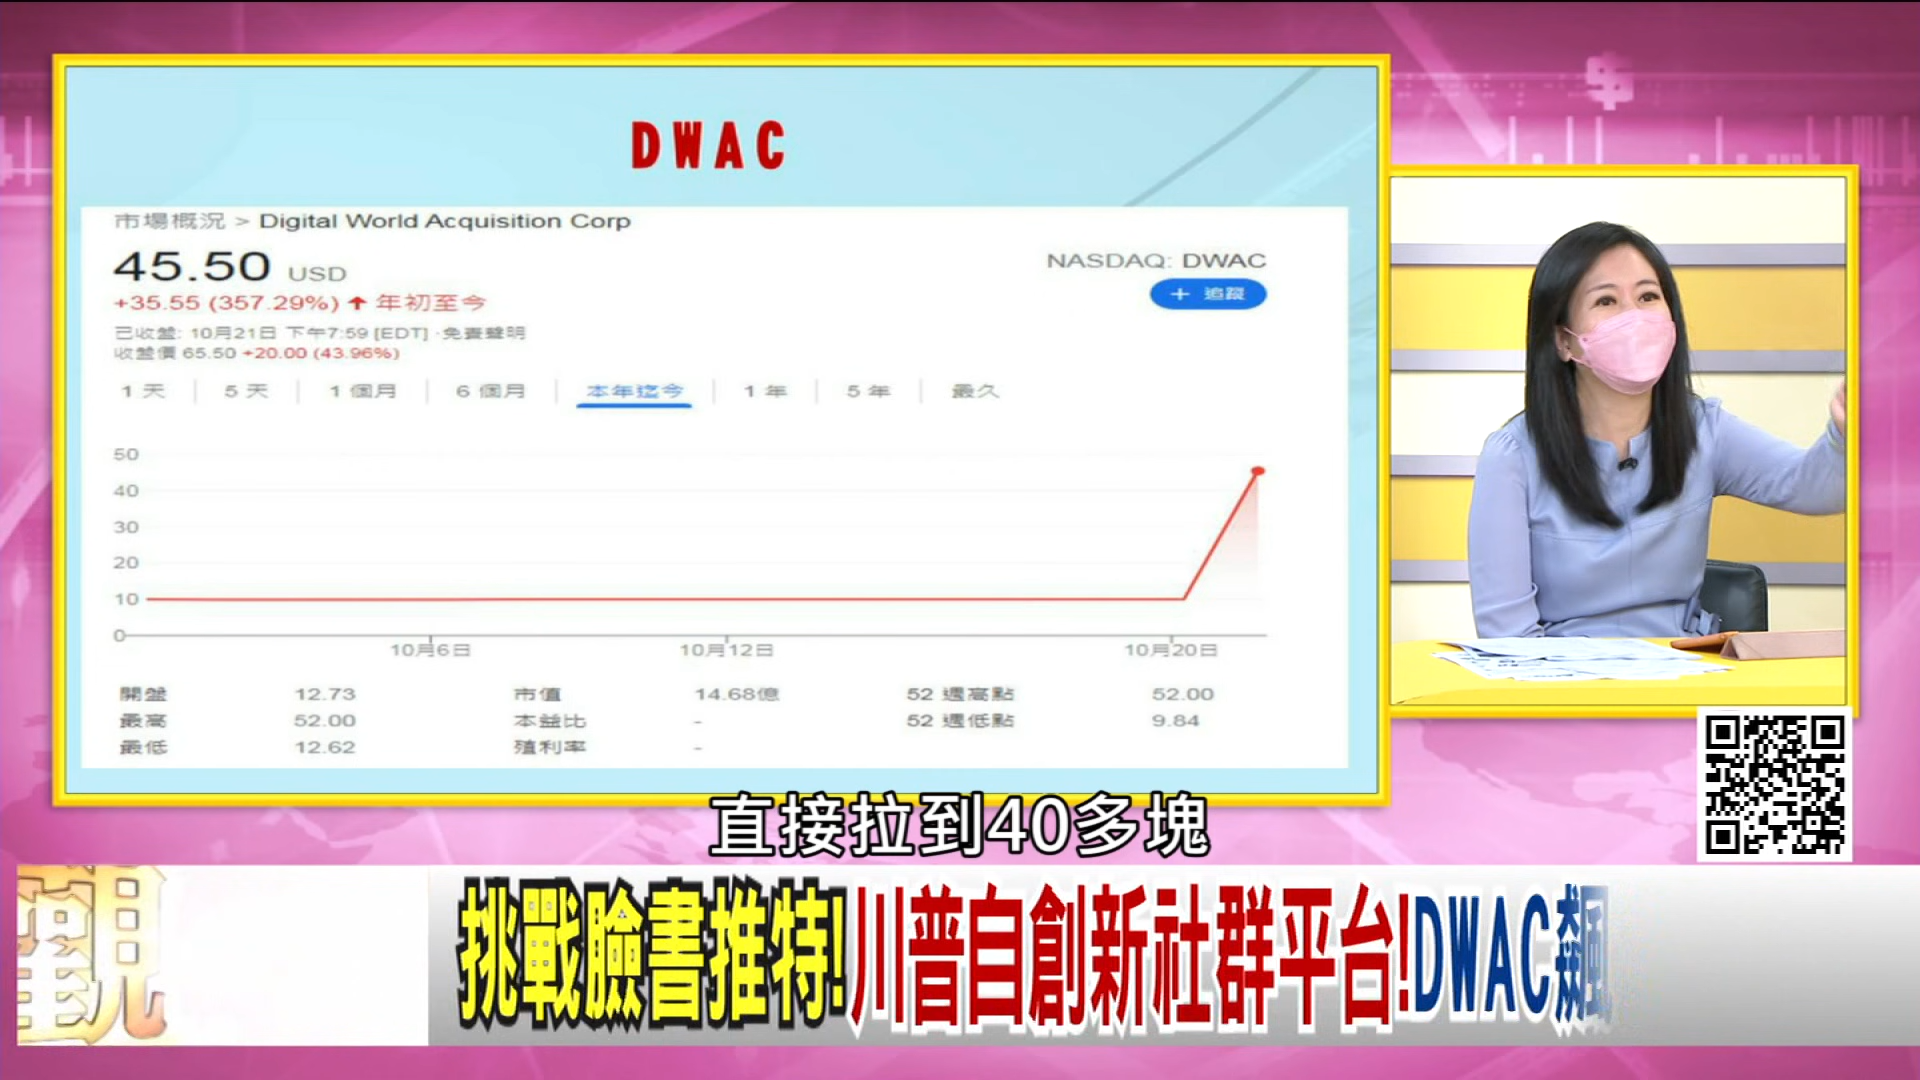 DWAC
市場概況 > Digital World Acquisition Corp
45.50 USD
NASDAQ: DWAC
+ 追蹤
+35.55 (357.29%) ↑ 年初至今
已收盤: 10月21日 下午7:59 [EDT] · 免責聲明
收盤價 65.50 +20.00 (43.96%)
1 天 5 天 1 個月 6 個月 本年迄今 1 年 5 年 最久
50
40
30
20
10
0
10月6日 10月12日 10月20日
開盤 12.73 市值 14.68億 52 週高點 52.00
最高 52.00 本益比 - 52 週低點 9.84
最低 12.62 殖利率 -
直接拉到40多塊
觀
挑戰臉書推特!川普自創新社群平台!DWAC飆